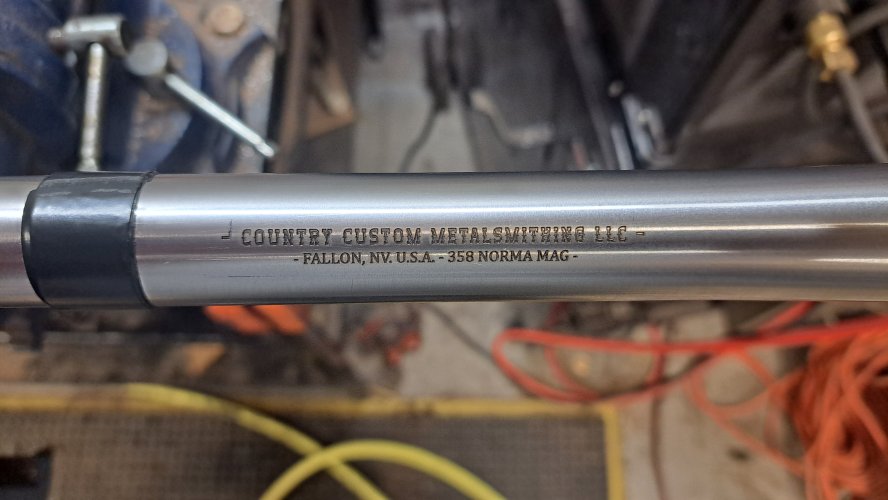 - COUNTRY CUSTOM METALSMITHING LLC -
- FALLON, NV. U.S.A. - 358 NORMA MAG -